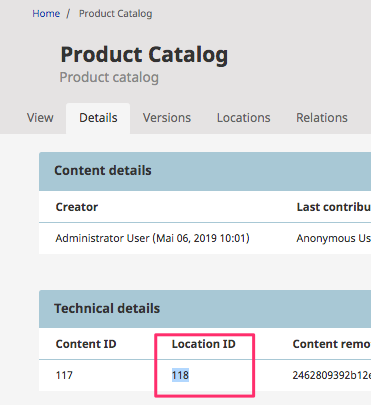 Home / Product Catalog
Product Catalog
Product catalog
View Details Versions Locations Relations
Content details
Creator Last contribu
Administrator User (Mai 06, 2019 10:01) Anonymous Us
Technical details
Content ID Location ID Content remo
117 118 2462809392b12e